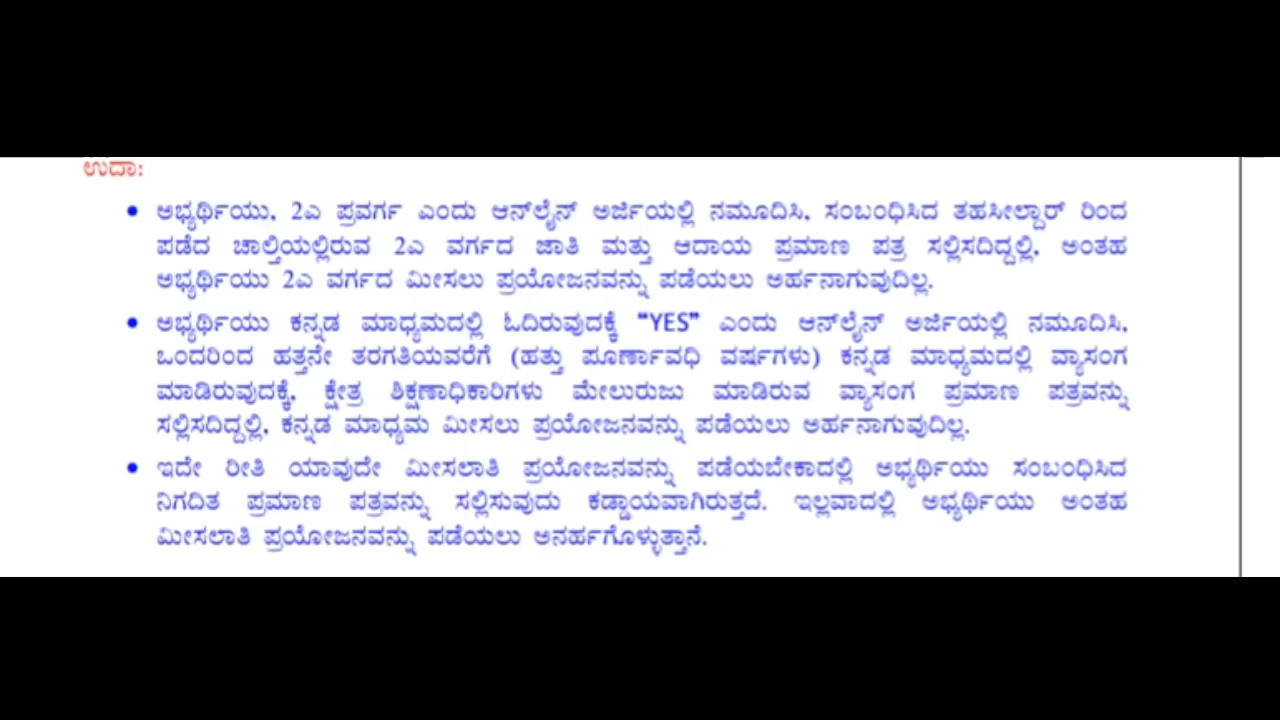 ಉದಾ:
• ಅಭ್ಯರ್ಥಿಯು, 2ಎ ಪ್ರವರ್ಗ ಎಂದು ಆನ್‌ಲೈನ್ ಅರ್ಜಿಯಲ್ಲಿ ನಮೂದಿಸಿ, ಸಂಬಂಧಿಸಿದ ತಹಸೀಲ್ದಾರ್ ರಿಂದ
ಪಡೆದ ಚಾಲ್ತಿಯಲ್ಲಿರುವ 2ಎ ವರ್ಗದ ಜಾತಿ ಮತ್ತು ಆದಾಯ ಪ್ರಮಾಣ ಪತ್ರ ಸಲ್ಲಿಸದಿದ್ದಲ್ಲಿ, ಅಂತಹ
ಅಭ್ಯರ್ಥಿಯು 2ಎ ವರ್ಗದ ಮೀಸಲು ಪ್ರಯೋಜನವನ್ನು ಪಡೆಯಲು ಅರ್ಹನಾಗುವುದಿಲ್ಲ.
• ಅಭ್ಯರ್ಥಿಯು ಕನ್ನಡ ಮಾಧ್ಯಮದಲ್ಲಿ ಓದಿರುವುದಕ್ಕೆ “YES” ಎಂದು ಆನ್‌ಲೈನ್ ಅರ್ಜಿಯಲ್ಲಿ ನಮೂದಿಸಿ,
ಒಂದರಿಂದ ಹತ್ತನೇ ತರಗತಿಯವರೆಗೆ (ಹತ್ತು ಪೂರ್ಣಾವಧಿ ವರ್ಷಗಳು) ಕನ್ನಡ ಮಾಧ್ಯಮದಲ್ಲಿ ವ್ಯಾಸಂಗ
ಮಾಡಿರುವುದಕ್ಕೆ, ಕ್ಷೇತ್ರ ಶಿಕ್ಷಣಾಧಿಕಾರಿಗಳು ಮೇಲುರುಜು ಮಾಡಿರುವ ವ್ಯಾಸಂಗ ಪ್ರಮಾಣ ಪತ್ರವನ್ನು
ಸಲ್ಲಿಸದಿದ್ದಲ್ಲಿ, ಕನ್ನಡ ಮಾಧ್ಯಮ ಮೀಸಲು ಪ್ರಯೋಜನವನ್ನು ಪಡೆಯಲು ಅರ್ಹನಾಗುವುದಿಲ್ಲ.
• ಇದೇ ರೀತಿ ಯಾವುದೇ ಮೀಸಲಾತಿ ಪ್ರಯೋಜನವನ್ನು ಪಡೆಯಬೇಕಾದಲ್ಲಿ ಅಭ್ಯರ್ಥಿಯು ಸಂಬಂಧಿಸಿದ
ನಿಗದಿತ ಪ್ರಮಾಣ ಪತ್ರವನ್ನು ಸಲ್ಲಿಸುವುದು ಕಡ್ಡಾಯವಾಗಿರುತ್ತದೆ. ಇಲ್ಲವಾದಲ್ಲಿ ಅಭ್ಯರ್ಥಿಯು ಅಂತಹ
ಮೀಸಲಾತಿ ಪ್ರಯೋಜನವನ್ನು ಪಡೆಯಲು ಅನರ್ಹಗೊಳ್ಳುತ್ತಾನೆ.